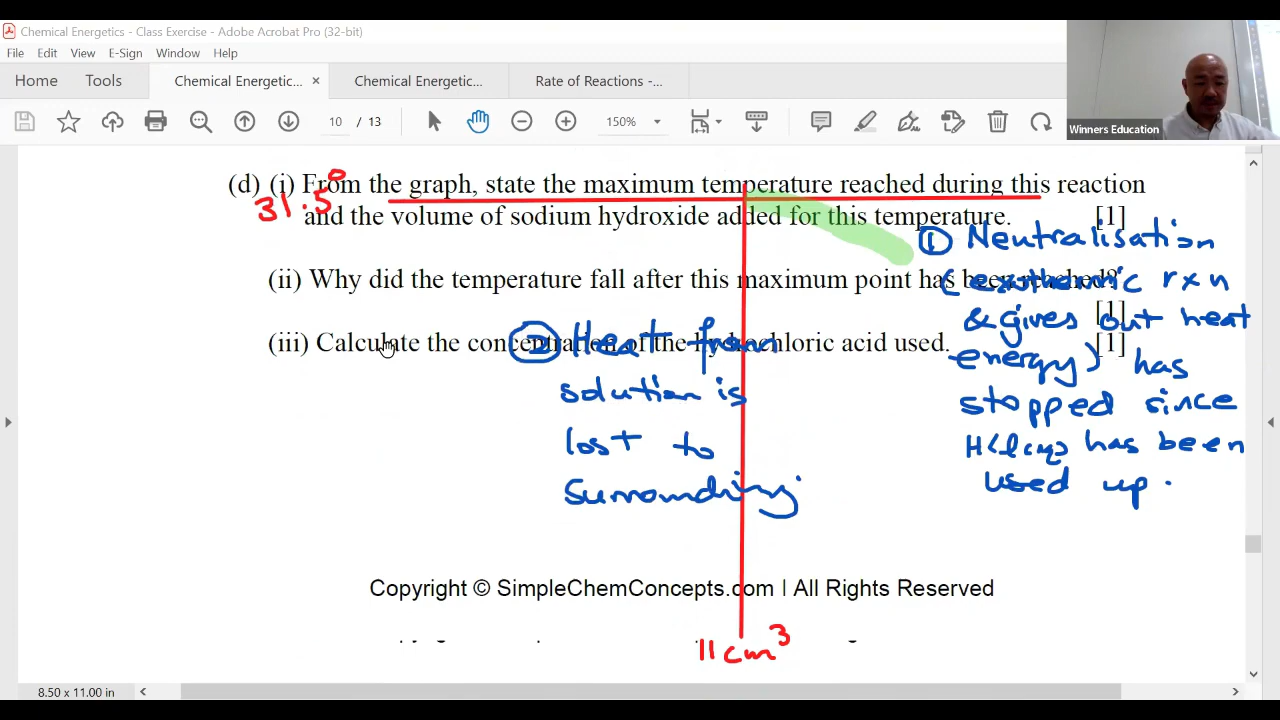 Chemical Energetics - Class Exercise - Adobe Acrobat Pro (32-bit)
File Edit View E-Sign Window Help
Home Tools Chemical Energetic... × Chemical Energetic... Rate of Reactions -...
10 / 13 150%
Winners Education
(d) (i) From the graph, state the maximum temperature reached during this reaction
31.5°
and the volume of sodium hydroxide added for this temperature. [1]
① Neutralisation
(ii) Why did the temperature fall after this maximum point has been reached?
(exothermic rxn
[1]
& gives out heat
(iii) Calculate the concentration of the hydrochloric acid used. [1]
② Heat from
energy) has
solution is
stopped since
lost to
HCl(aq) has been
surrounding
used up.
Copyright © SimpleChemConcepts.com | All Rights Reserved
11 cm³
8.50 x 11.00 in